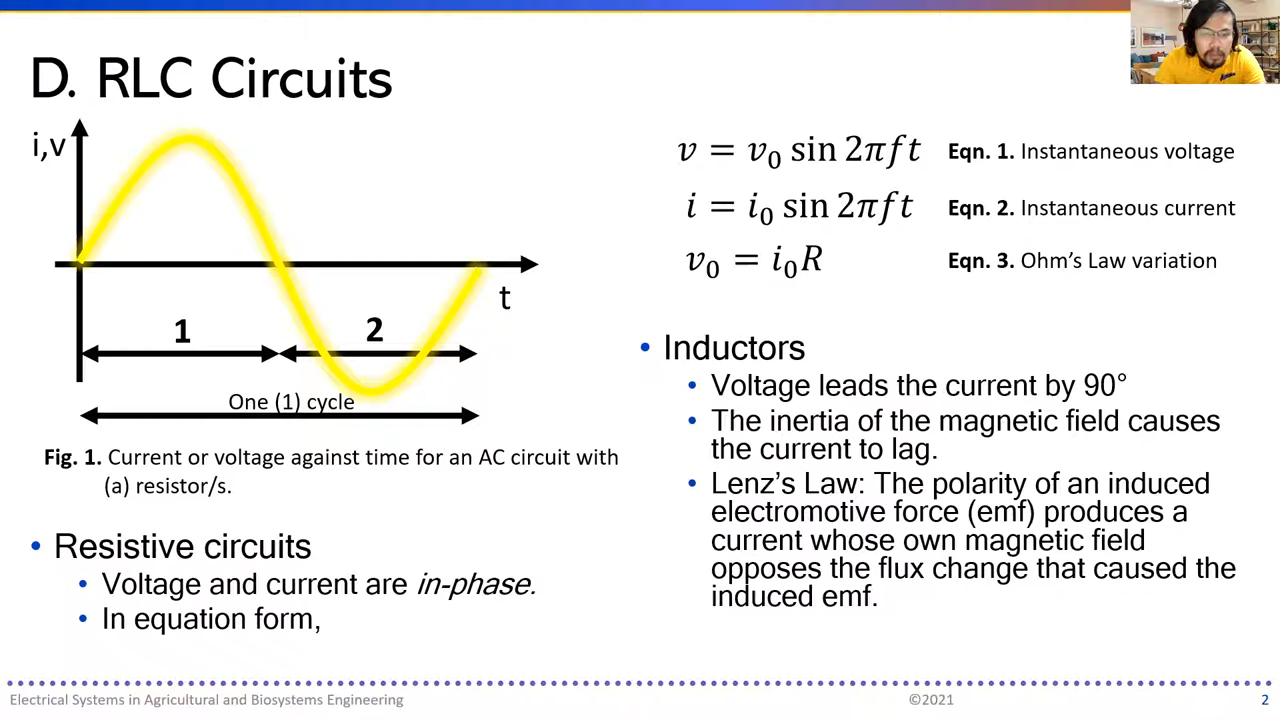 D. RLC Circuits
i,v
t
1
2
One (1) cycle
Fig. 1. Current or voltage against time for an AC circuit with
(a) resistor/s.
• Resistive circuits
• Voltage and current are in-phase.
• In equation form,
v = v₀ sin 2πft
Eqn. 1. Instantaneous voltage
i = i₀ sin 2πft
Eqn. 2. Instantaneous current
v₀ = i₀R
Eqn. 3. Ohm’s Law variation
• Inductors
• Voltage leads the current by 90°
• The inertia of the magnetic field causes
the current to lag.
• Lenz’s Law: The polarity of an induced
electromotive force (emf) produces a
current whose own magnetic field
opposes the flux change that caused the
induced emf.
Electrical Systems in Agricultural and Biosystems Engineering
©2021
2